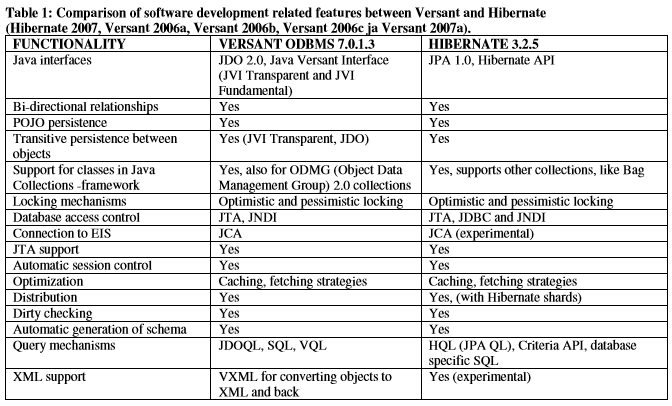 Table 1: Comparison of software development related features between Versant and Hibernate
(Hibernate 2007, Versant 2006a, Versant 2006b, Versant 2006c ja Versant 2007a).
FUNCTIONALITY VERSANT ODBMS 7.0.1.3 HIBERNATE 3.2.5
Java interfaces JDO 2.0, Java Versant Interface JPA 1.0, Hibernate API
(JVI Transparent and JVI
Fundamental)
Bi-directional relationships Yes Yes
POJO persistence Yes Yes
Transitive persistence between Yes (JVI Transparent, JDO) Yes
objects
Support for classes in Java Yes, also for ODMG (Object Data Yes, supports other collections, like Bag
Collections -framework Management Group) 2.0 collections
Locking mechanisms Optimistic and pessimistic locking Optimistic and pessimistic locking
Database access control JTA, JNDI JTA, JDBC and JNDI
Connection to EIS JCA JCA (experimental)
JTA support Yes Yes
Automatic session control Yes Yes
Optimization Caching, fetching strategies Caching, fetching strategies
Distribution Yes Yes, (with Hibernate shards)
Dirty checking Yes Yes
Automatic generation of schema Yes Yes
Query mechanisms JDOQL, SQL, VQL HQL (JPA QL), Criteria API, database
specific SQL
XML support VXML for converting objects to Yes (experimental)
XML and back